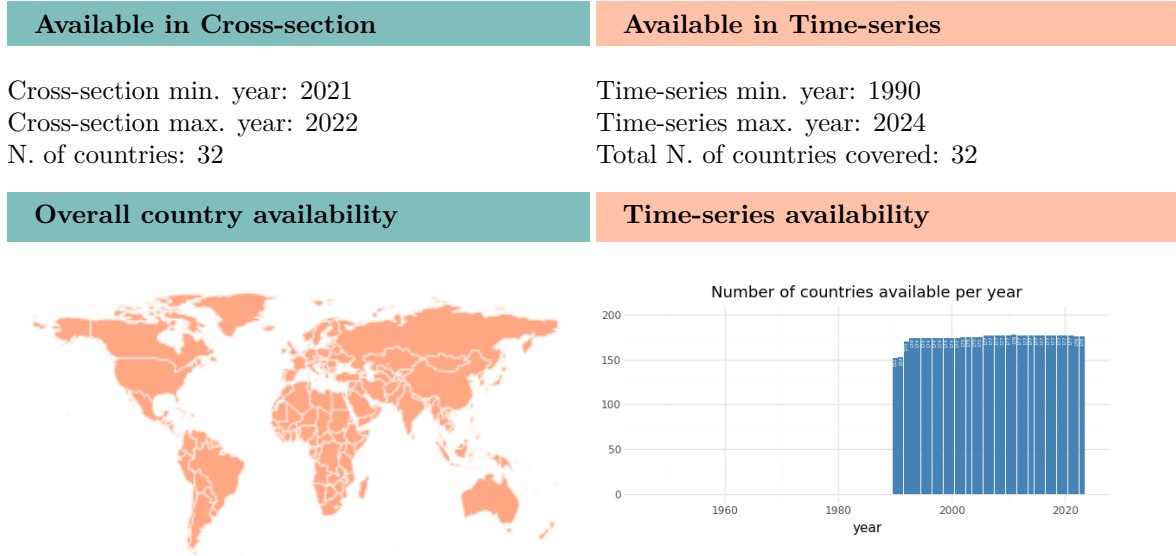 Available in Cross-section
Available in Time-series
Cross-section min. year: 2021
Cross-section max. year: 2022
N. of countries: 32
Time-series min. year: 1990
Time-series max. year: 2024
Total N. of countries covered: 32
Overall country availability
Time-series availability
Number of countries available per year
200
150
100
50
0
1960 1980 2000 2020
year